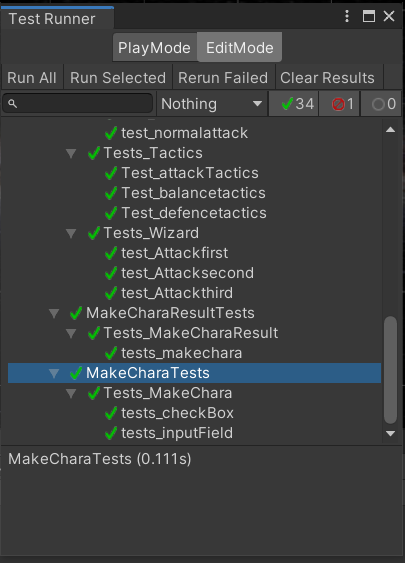 Test Runner
PlayMode EditMode
Run All Run Selected Rerun Failed Clear Results
Nothing 34 1 0
test_normalattack
Tests_Tactics
Test_attackTactics
Test_balancetactics
Test_defencetactics
Tests_Wizard
test_Attackfirst
test_Attacksecond
test_Attackthird
MakeCharaResultTests
Tests_MakeCharaResult
tests_makechara
MakeCharaTests
Tests_MakeChara
tests_checkBox
tests_inputField
MakeCharaTests (0.111s)